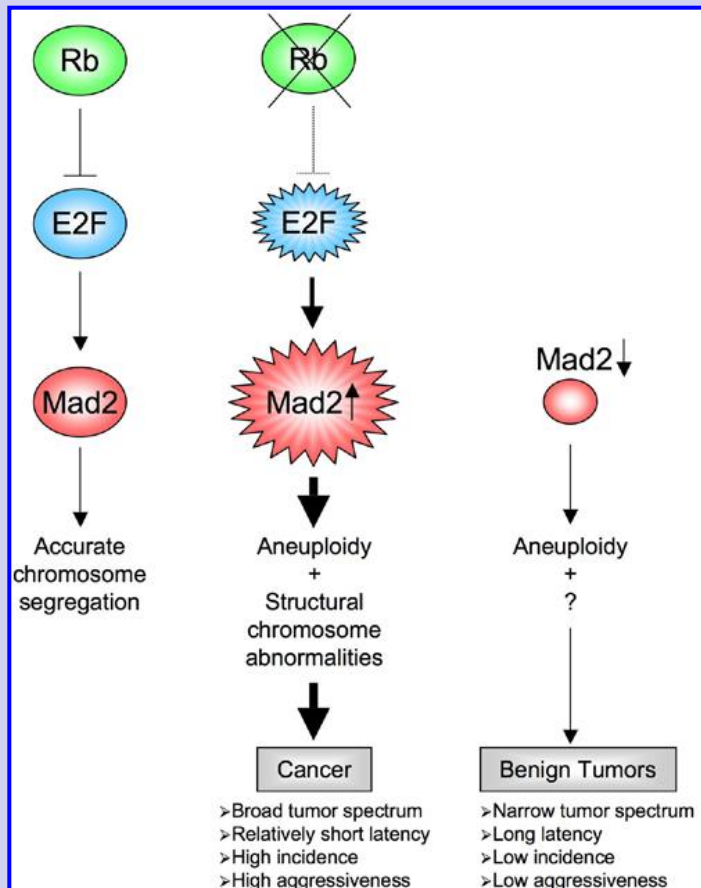 Rb
E2F
Mad2
Accurate
chromosome
segregation
Rb
E2F
Mad2↑
Aneuploidy
+
Structural
chromosome
abnormalities
Cancer
➢Broad tumor spectrum
➢Relatively short latency
➢High incidence
➢High aggressiveness
Mad2↓
Aneuploidy
+
?
Benign Tumors
➢Narrow tumor spectrum
➢Long latency
➢Low incidence
➢Low aggressiveness